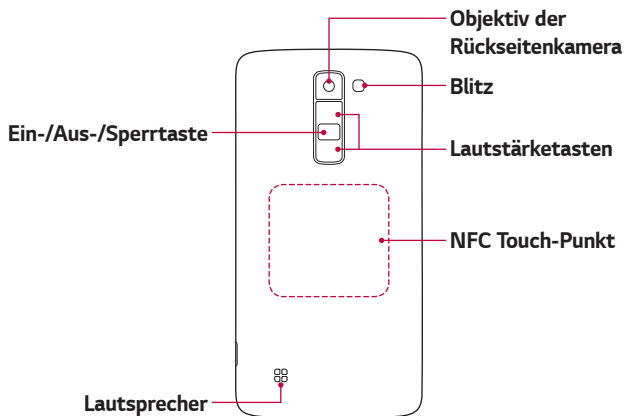 Objektiv der
Rückseitenkamera
Blitz
Ein-/Aus-/Sperrtaste
Lautstärketasten
NFC Touch-Punkt
Lautsprecher